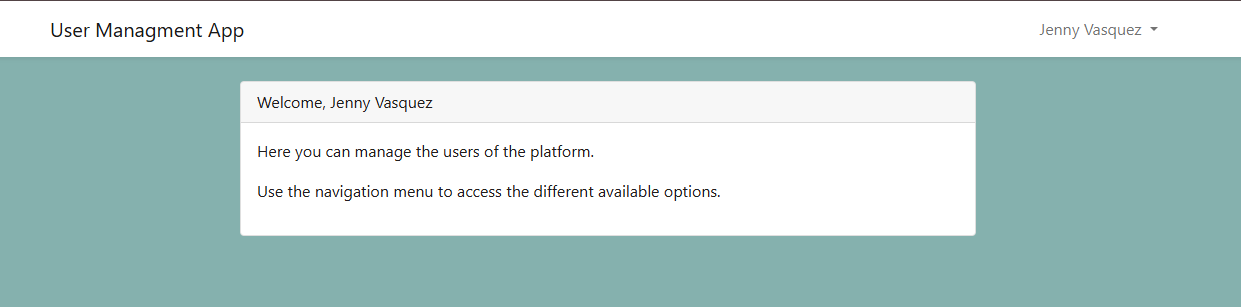 User Managment App
Jenny Vasquez
Welcome, Jenny Vasquez
Here you can manage the users of the platform.
Use the navigation menu to access the different available options.